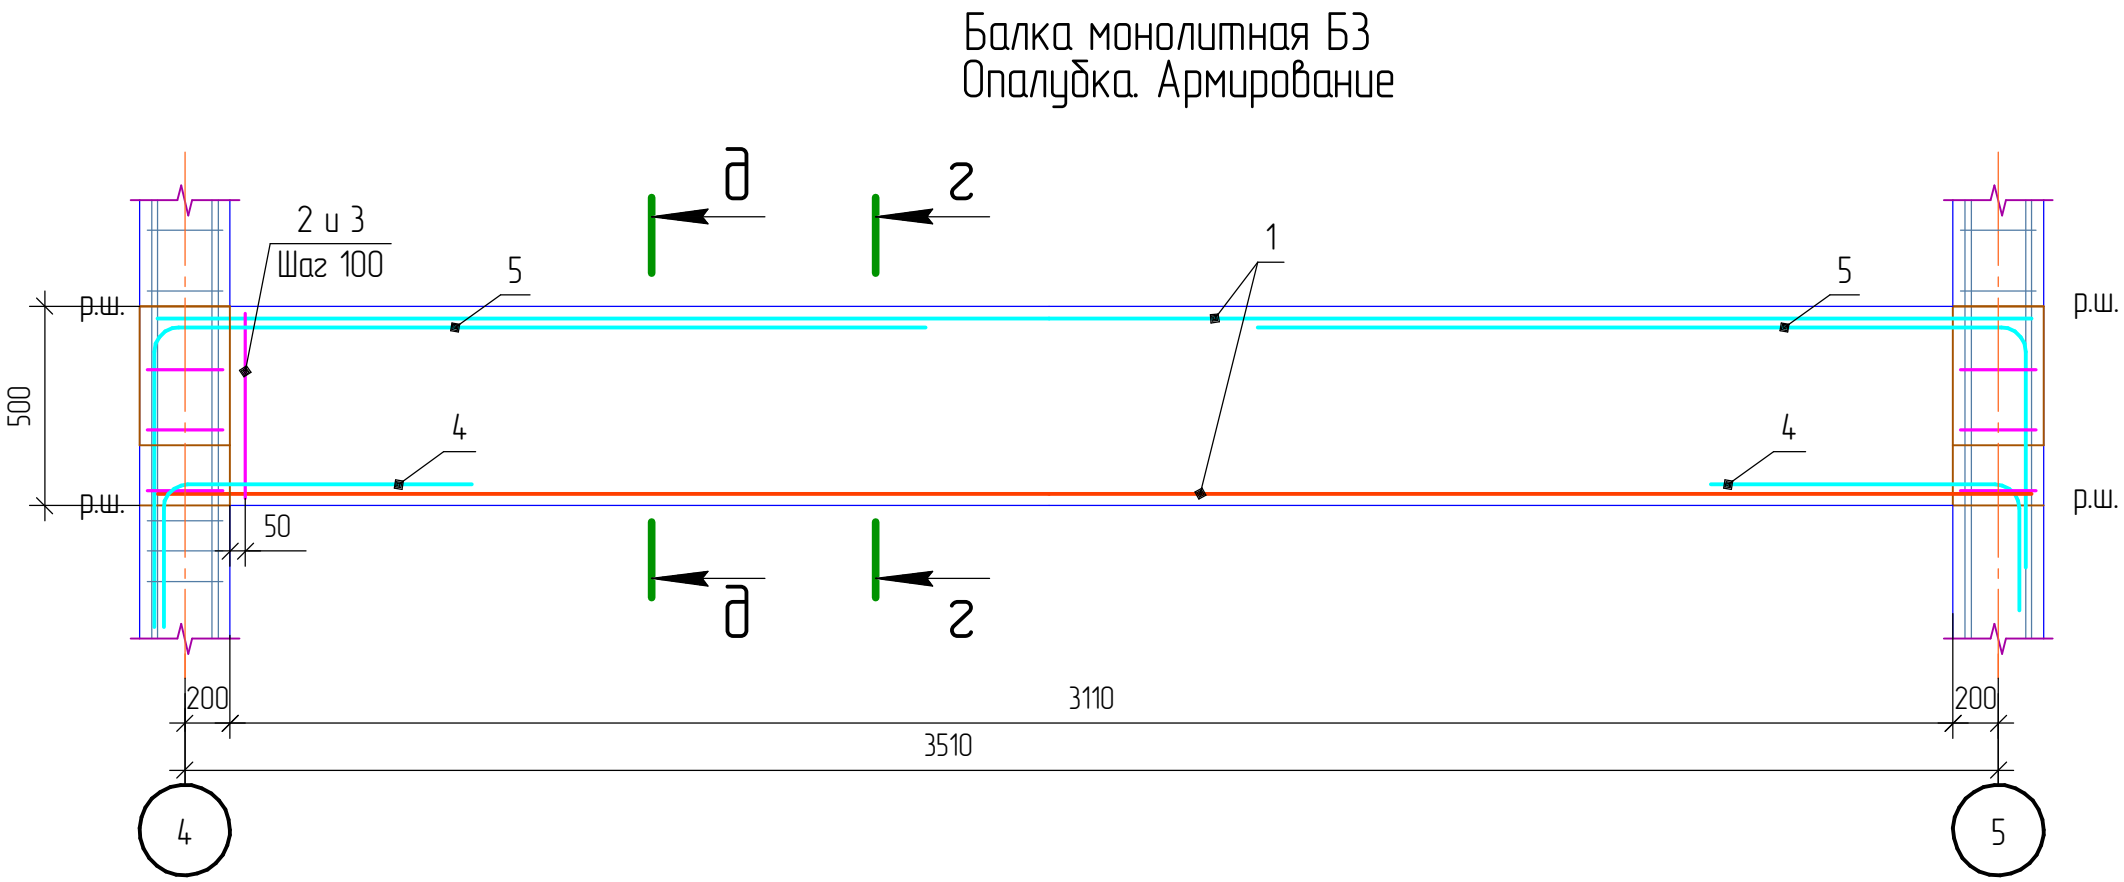 Балка монолитная Б3
Опалубка. Армирование
д
г
2 и 3
Шаг 100
5
1
5
р.ш.
р.ш.
500
4
4
р.ш.
р.ш.
50
д
г
200
3110
200
3510
4
5